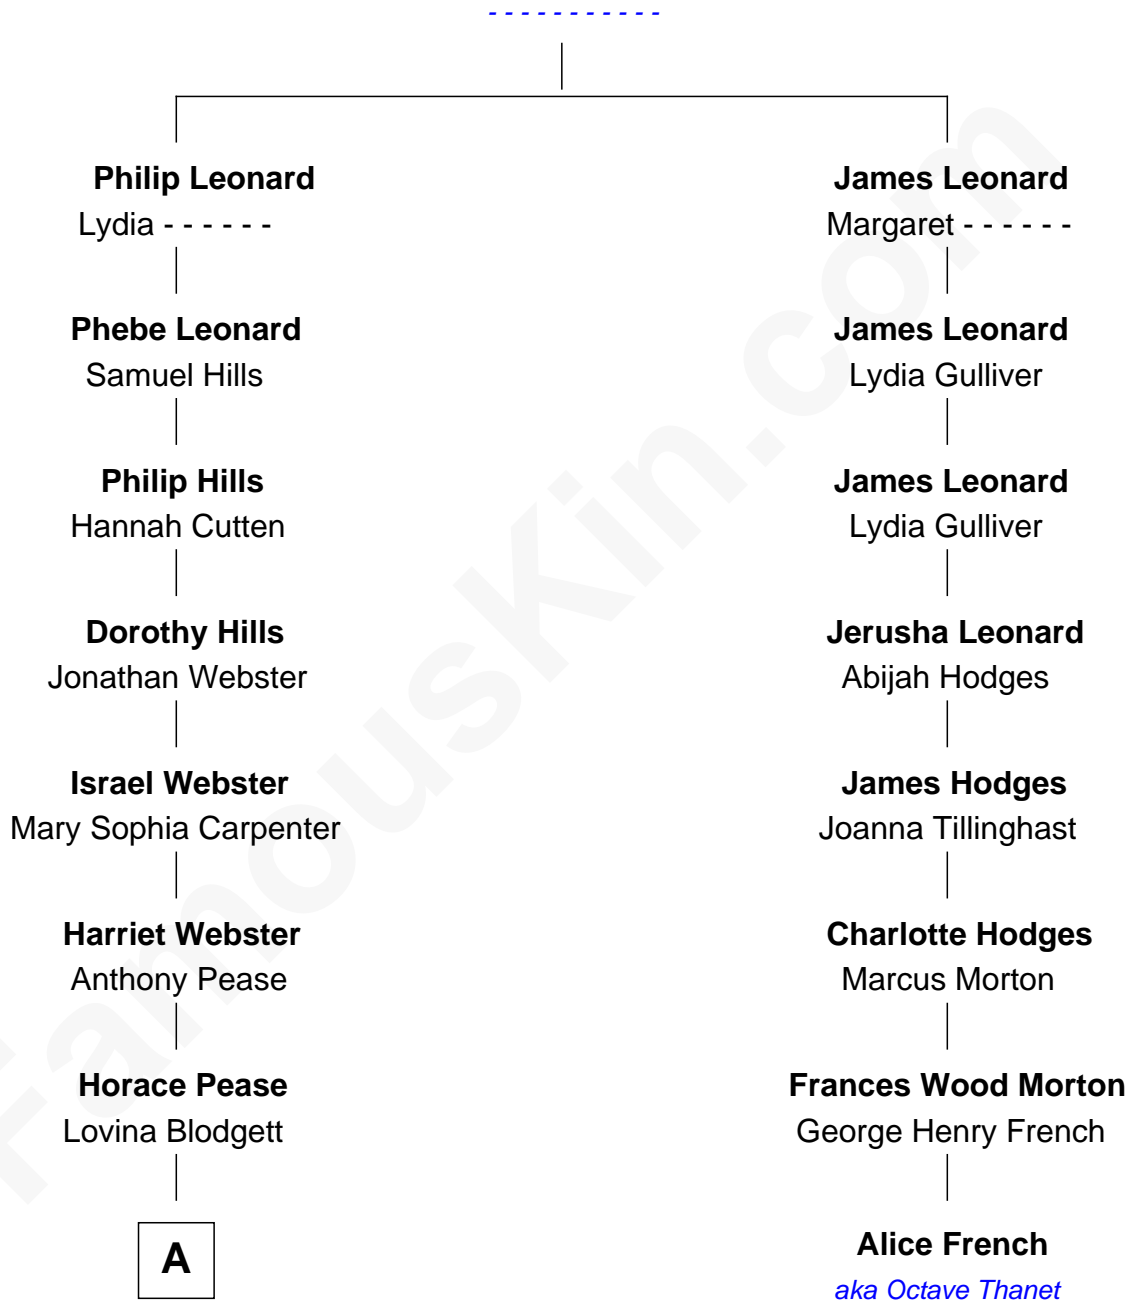 - - - - - - - - - - -
Philip Leonard
Lydia - - - - - -
James Leonard
Margaret - - - - - -
Phebe Leonard
Samuel Hills
James Leonard
Lydia Gulliver
Philip Hills
Hannah Cutten
James Leonard
Lydia Gulliver
Dorothy Hills
Jonathan Webster
Jerusha Leonard
Abijah Hodges
Israel Webster
Mary Sophia Carpenter
James Hodges
Joanna Tillinghast
Harriet Webster
Anthony Pease
Charlotte Hodges
Marcus Morton
Horace Pease
Lovina Blodgett
Frances Wood Morton
George Henry French
A
Alice French
aka Octave Thanet
FamousKin.com